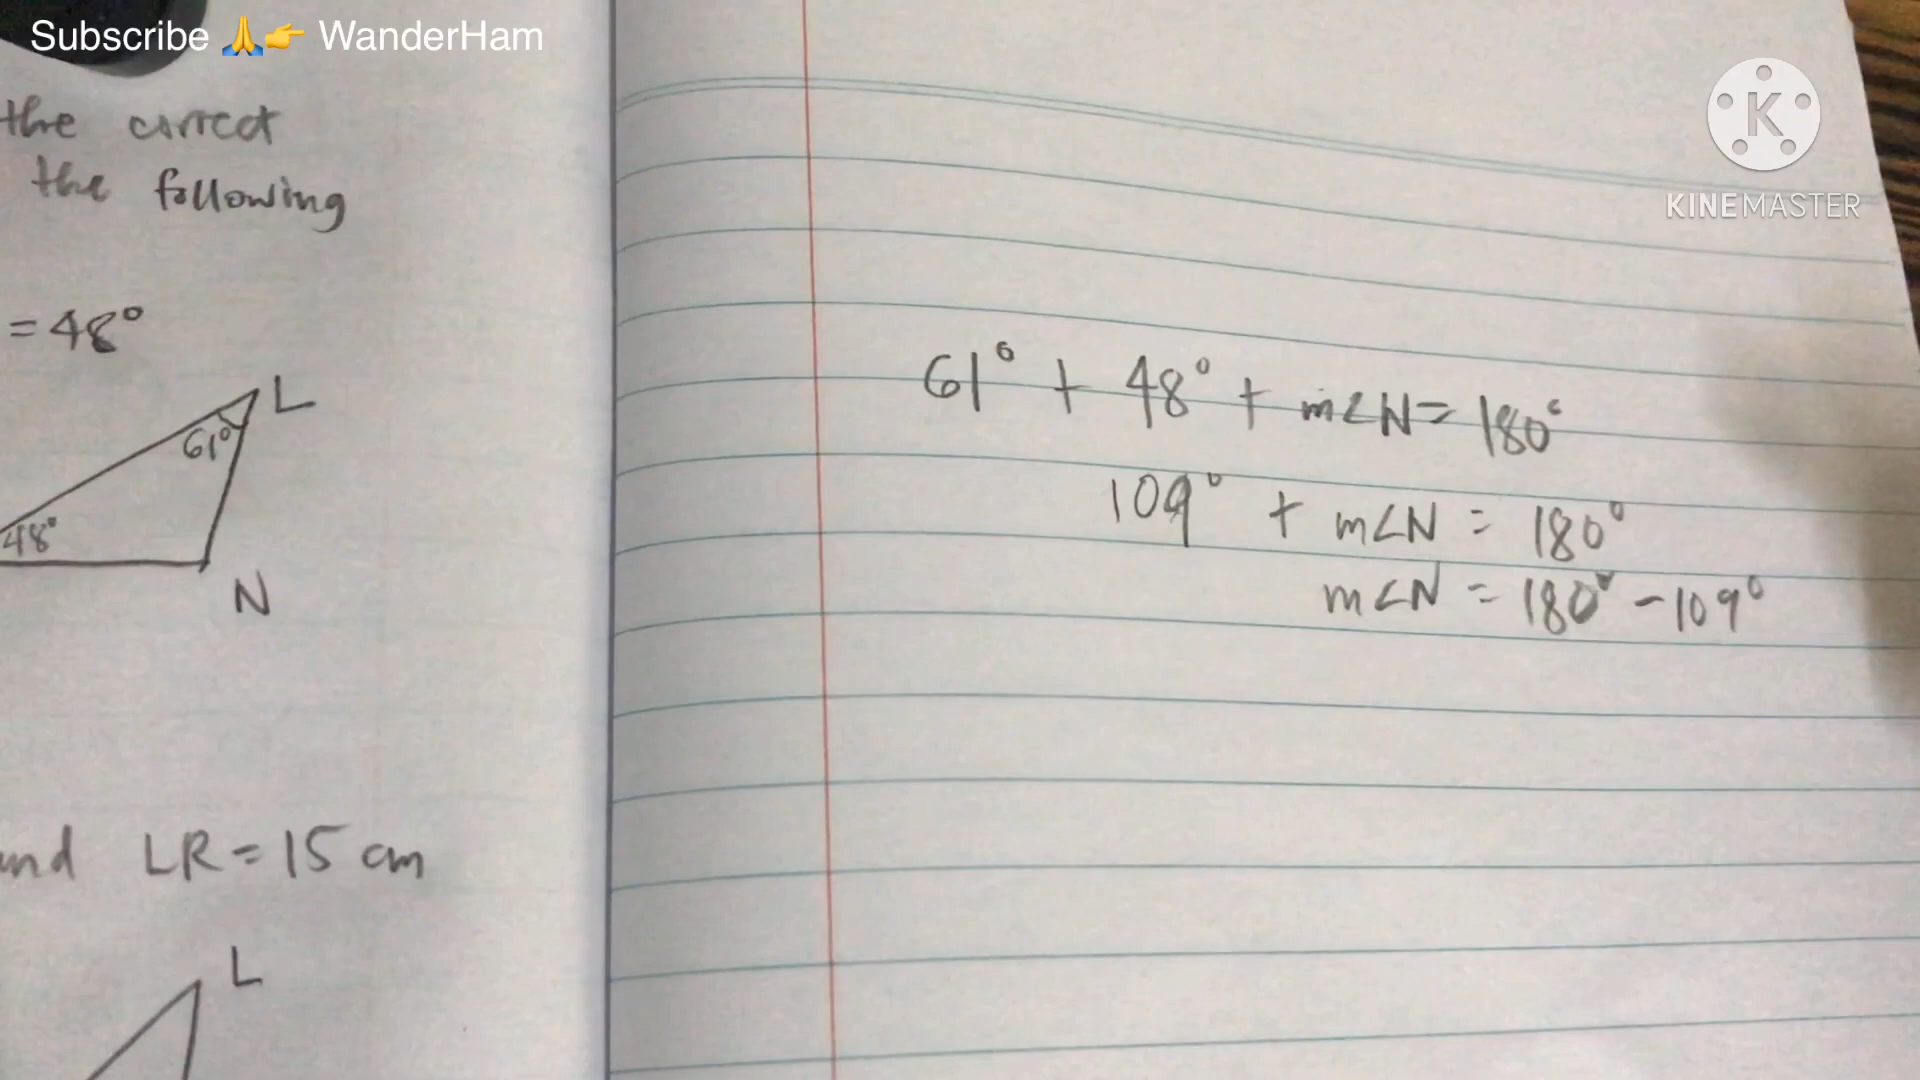 Subscribe 🙏👉 WanderHam
K
KINEMASTER
the correct
the following
= 48°
L
61°
48°
N
and LR = 15 cm
L
61° + 48° + m∠N = 180°
109° + m∠N = 180°
m∠N = 180° - 109°